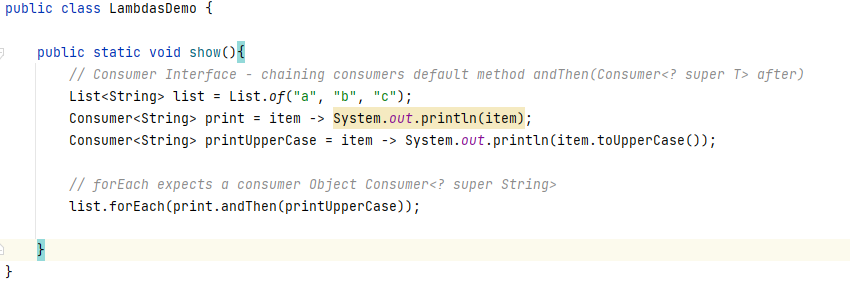 public class LambdasDemo {
public static void show(){
// Consumer Interface - chaining consumers default method andThen(Consumer<? super T> after)
List<String> list = List.of("a", "b", "c");
Consumer<String> print = item -> System.out.println(item);
Consumer<String> printUpperCase = item -> System.out.println(item.toUpperCase());
// forEach expects a consumer Object Consumer<? super String>
list.forEach(print.andThen(printUpperCase));
}
}